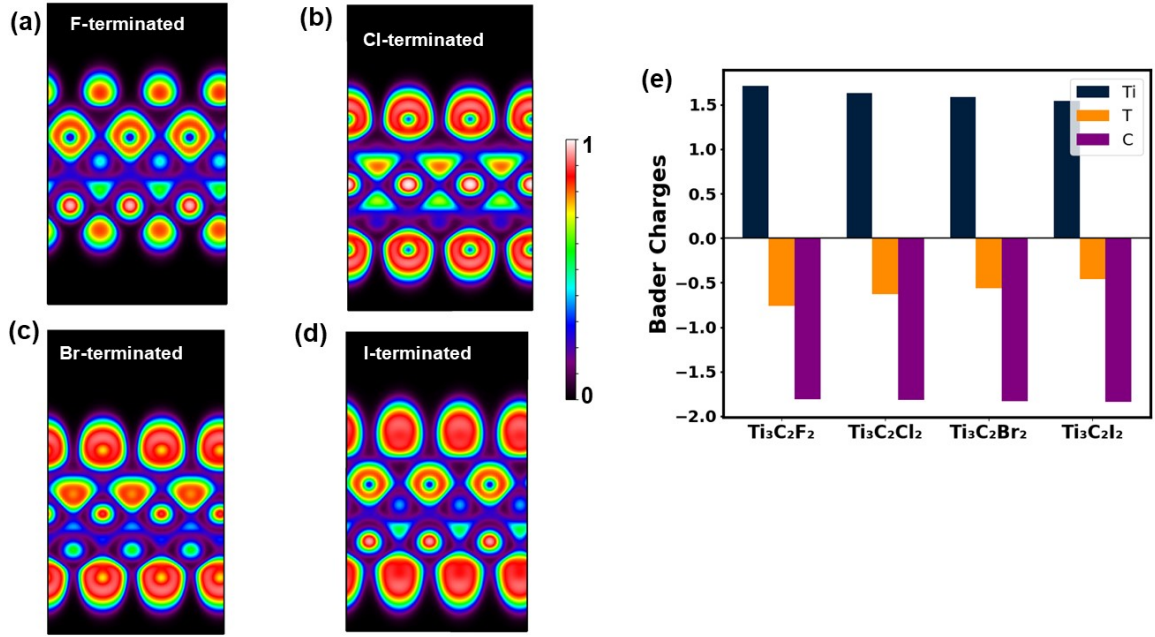 (a)
F-terminated
(b)
Cl-terminated
1
0
(c)
Br-terminated
(d)
I-terminated
(e)
Bader Charges
1.5
1.0
0.5
0.0
−0.5
−1.0
−1.5
−2.0
Ti
T
C
Ti₃C₂F₂
Ti₃C₂Cl₂
Ti₃C₂Br₂
Ti₃C₂I₂